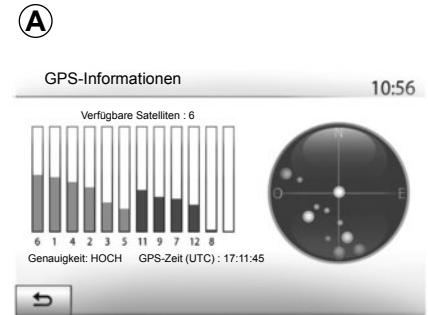 A
GPS-Informationen 10:56
Verfügbare Satelliten : 6
N
O E
6 1 4 2 3 5 11 9 7 12 8
Genauigkeit: HOCH GPS-Zeit (UTC) : 17:11:45